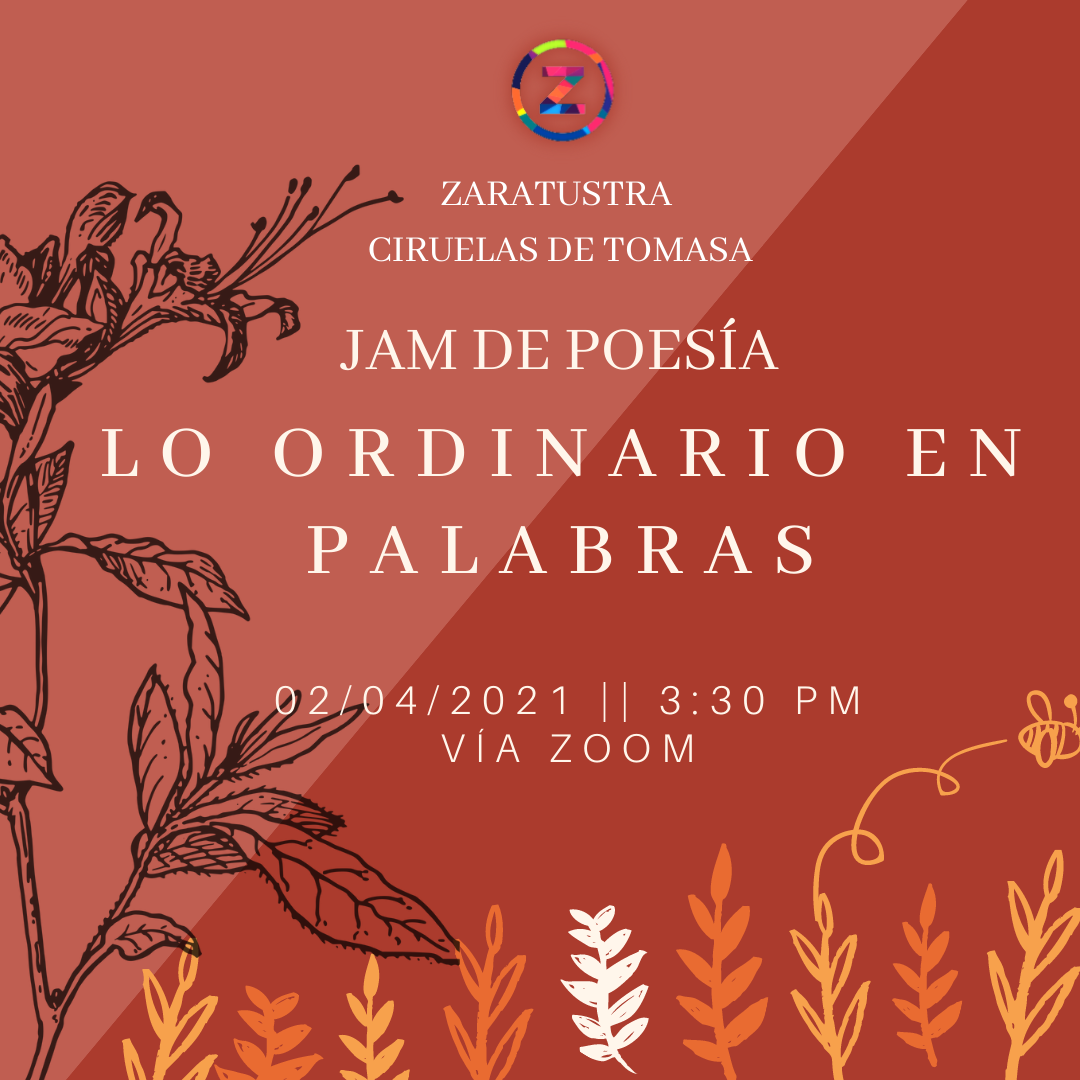 Z
ZARATUSTRA
CIRUELAS DE TOMASA
JAM DE POESÍA
LO ORDINARIO EN
PALABRAS
02/04/2021 || 3:30 PM
VÍA ZOOM